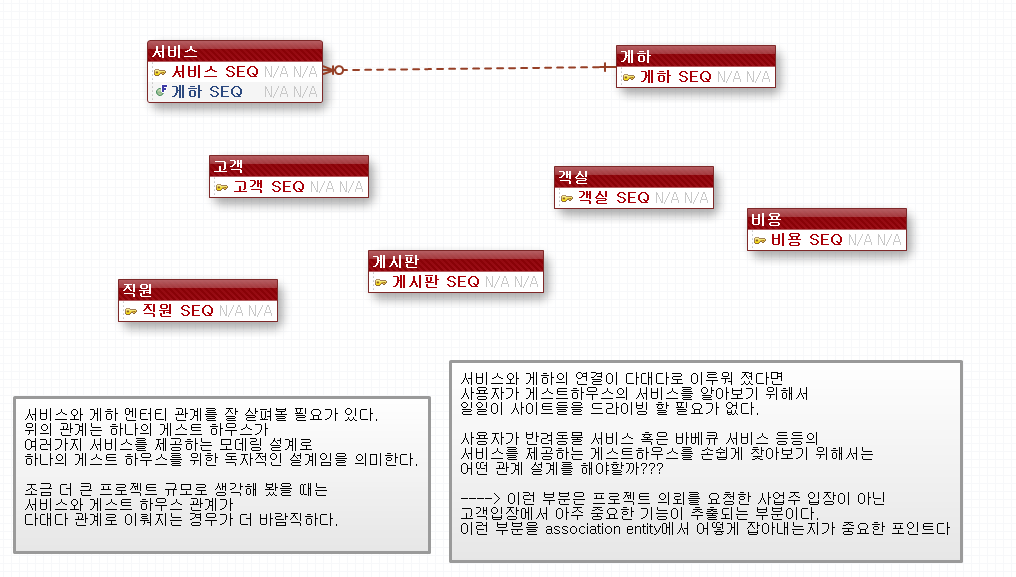 서비스
서비스 SEQ N/A N/A
게하 SEQ N/A N/A
게하
게하 SEQ N/A N/A
고객
고객 SEQ N/A N/A
객실
객실 SEQ N/A N/A
비용
비용 SEQ N/A N/A
게시판
게시판 SEQ N/A N/A
직원
직원 SEQ N/A N/A
서비스와 게하 엔터티 관계를 잘 살펴볼 필요가 있다.
위의 관계는 하나의 게스트 하우스가
여러가지 서비스를 제공하는 모데링 설계로
하나의 게스트 하우스를 위한 독자적인 설계임을 의미한다.
조금 더 큰 프로젝트 규모로 생각해 봤을 때는
서비스와 게스트 하우스 관계가
다대다 관계로 이뤄지는 경우가 더 바람직하다.
서비스와 게하의 연결이 다대다로 이루워 졌다면
사용자가 게스트하우스의 서비스를 알아보기 위해서
일일이 사이트들을 드라이빙 할 필요가 없다.
사용자가 반려동물 서비스 혹은 바베큐 서비스 등등의
서비스를 제공하는 게스트하우스를 손쉽게 찾아보기 위해서는
어떤 관계 설계를 해야할까???
----> 이런 부분은 프로젝트 의뢰를 요청한 사업주 입장이 아닌
고객입장에서 아주 중요한 기능이 추출되는 부분이다.
이런 부분을 association entity에서 어떻게 잡아내는지가 중요한 포인트다